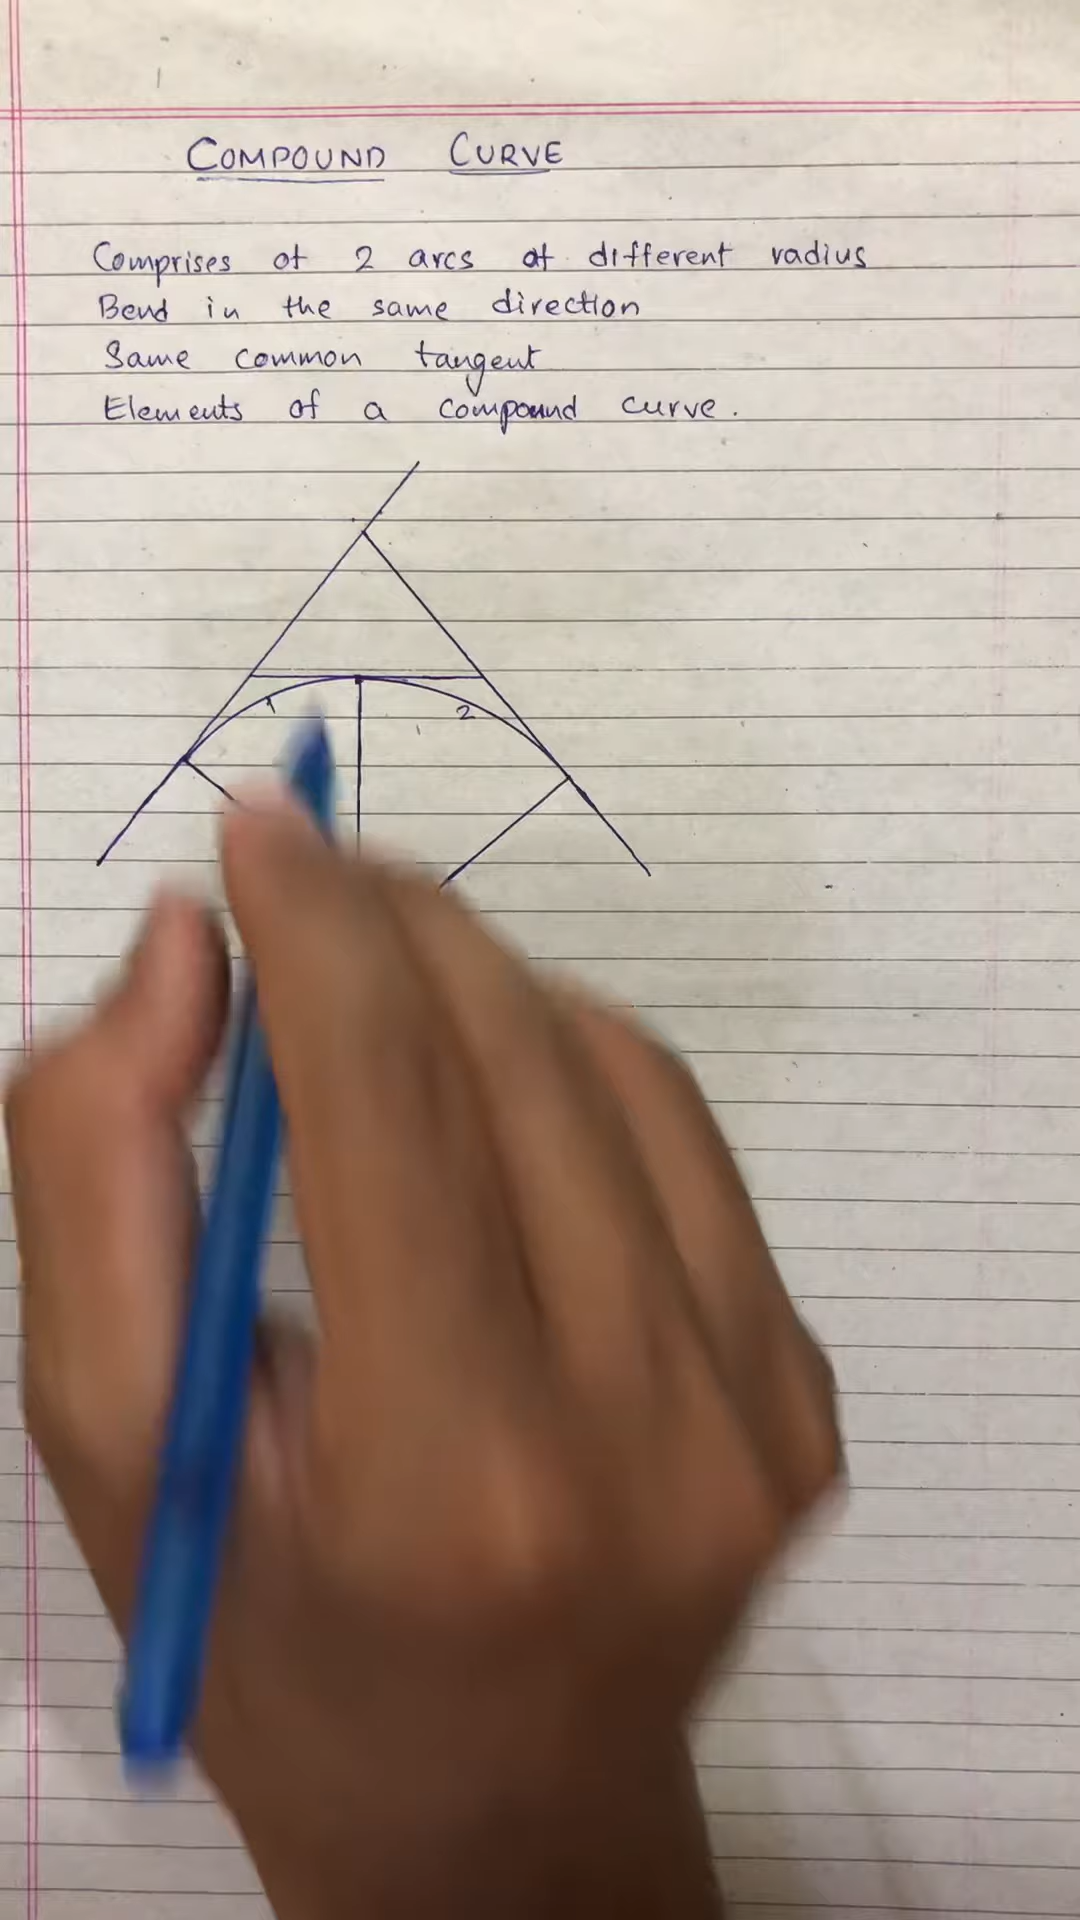 COMPOUND CURVE
Comprises of 2 arcs of different radius
Bend in the same direction
Same common tangent
Elements of a compound curve.
1
2